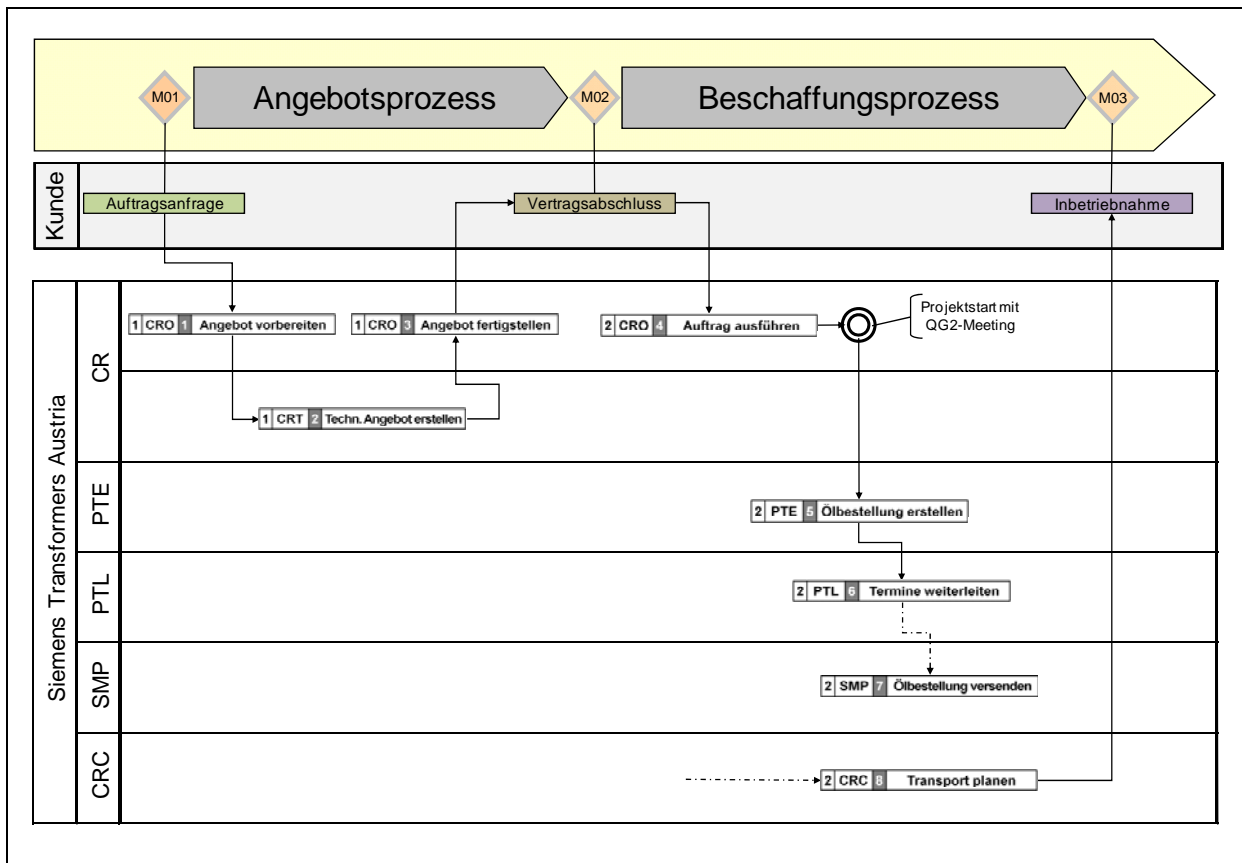 M01
Angebotsprozess
M02
Beschaffungsprozess
M03
Kunde
Auftragsanfrage
Vertragsabschluss
Inbetriebnahme
Siemens Transformers Austria
CR
1 CRO 1 Angebot vorbereiten
1 CRO 3 Angebot fertigstellen
2 CRO 4 Auftrag ausführen
Projektstart mit
QG2-Meeting
1 CRT 2 Techn. Angebot erstellen
PTE
2 PTE 5 Ölbestellung erstellen
PTL
2 PTL 6 Termine weiterleiten
SMP
2 SMP 7 Ölbestellung versenden
CRC
2 CRC 8 Transport planen